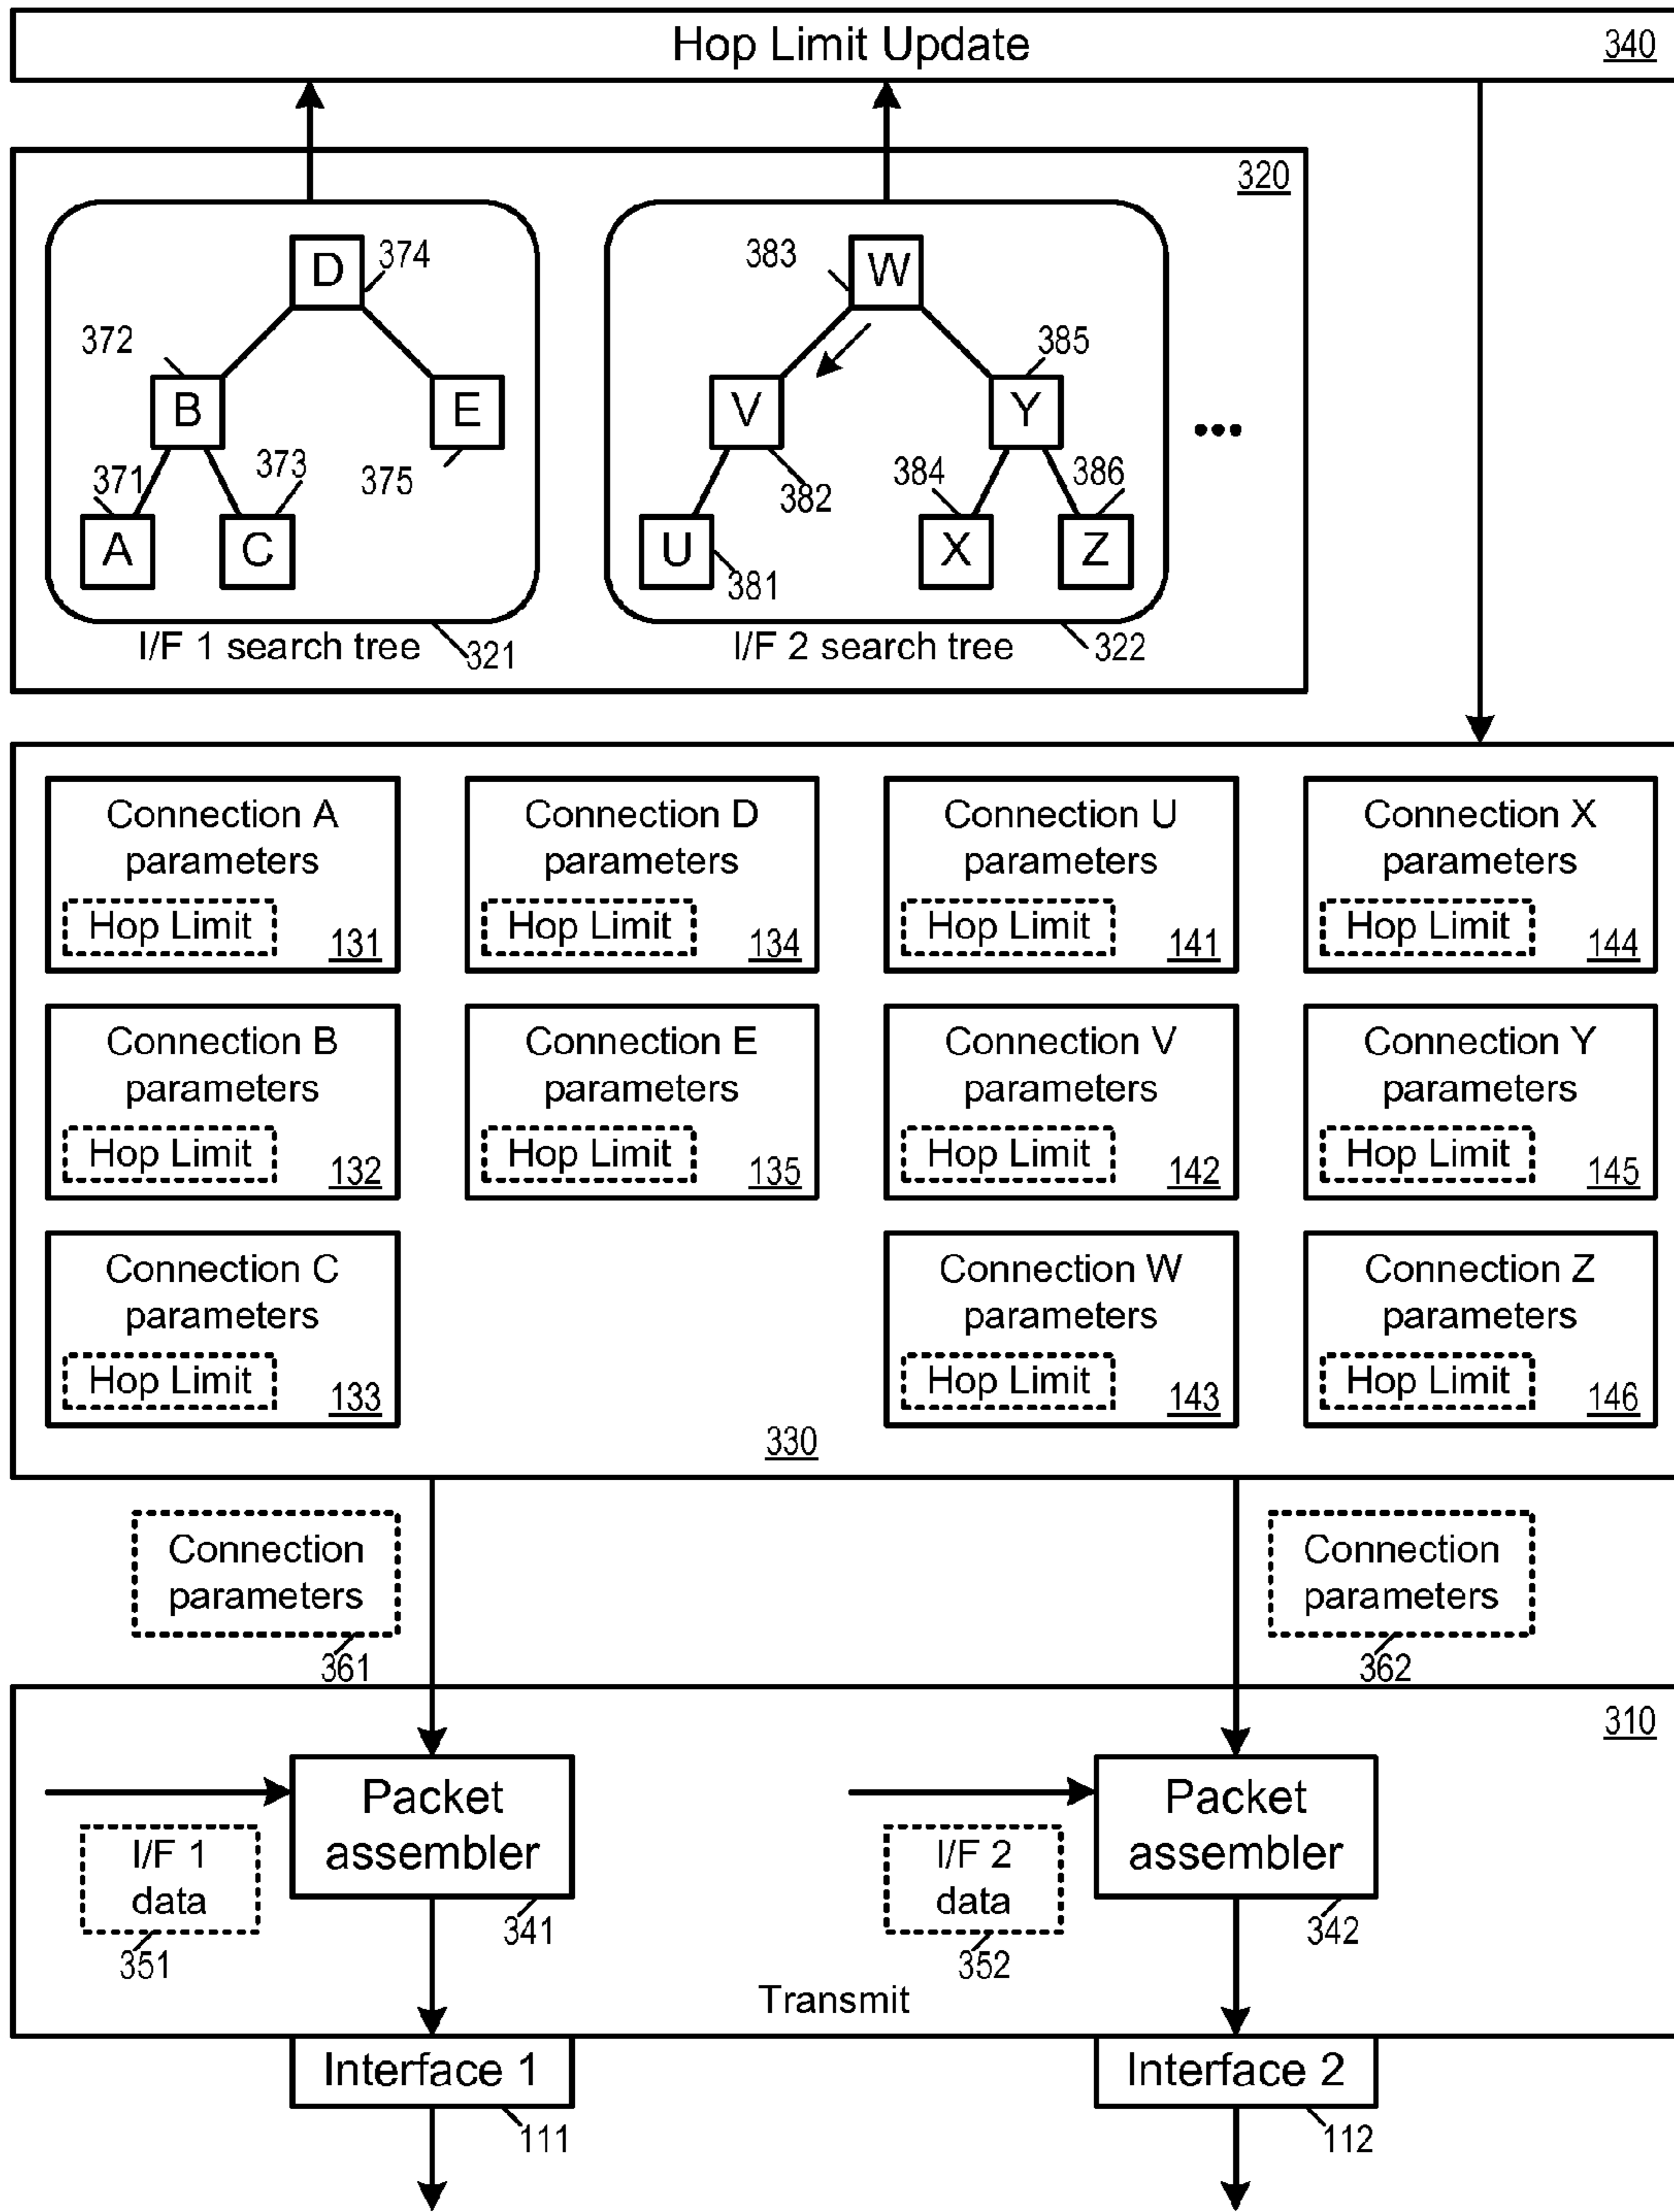 Hop Limit Update
340
320
D
374
383
W
372
385
B
E
V
Y
371
373
375
382
384
386
A
C
U
381
X
Z
I/F 1 search tree
321
I/F 2 search tree
322
•••
Connection A
parameters
Hop Limit
131
Connection D
parameters
Hop Limit
134
Connection U
parameters
Hop Limit
141
Connection X
parameters
Hop Limit
144
Connection B
parameters
Hop Limit
132
Connection E
parameters
Hop Limit
135
Connection V
parameters
Hop Limit
142
Connection Y
parameters
Hop Limit
145
Connection C
parameters
Hop Limit
133
Connection W
parameters
Hop Limit
143
Connection Z
parameters
Hop Limit
146
330
Connection
parameters
361
Connection
parameters
362
310
Packet
assembler
341
I/F 1
data
351
Packet
assembler
342
I/F 2
data
352
Transmit
Interface 1
111
Interface 2
112